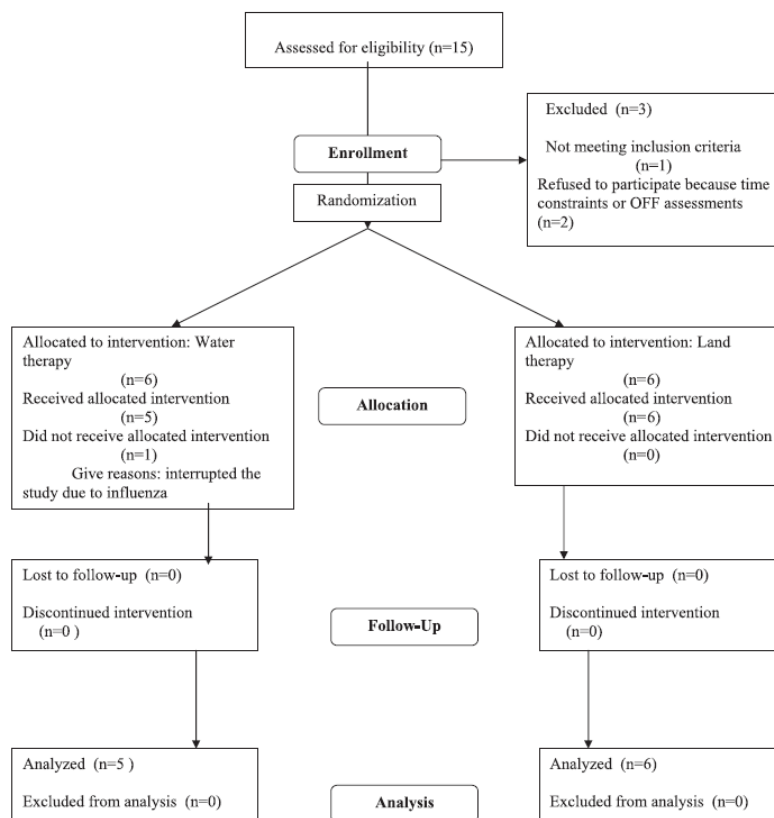 Assessed for eligibility (n=15)
Excluded (n=3)
Not meeting inclusion criteria
(n=1)
Refused to participate because time
constraints or OFF assessments
(n=2)
Enrollment
Randomization
Allocated to intervention: Water
therapy
(n=6)
Received allocated intervention
(n=5)
Did not receive allocated intervention
(n=1)
Give reasons: interrupted the
study due to influenza
Allocation
Allocated to intervention: Land
therapy
(n=6)
Received allocated intervention
(n=6)
Did not receive allocated intervention
(n=0)
Lost to follow-up (n=0)
Discontinued intervention
(n=0 )
Follow-Up
Lost to follow-up (n=0)
Discontinued intervention
(n=0)
Analyzed (n=5 )
Excluded from analysis (n=0)
Analysis
Analyzed (n=6)
Excluded from analysis (n=0)